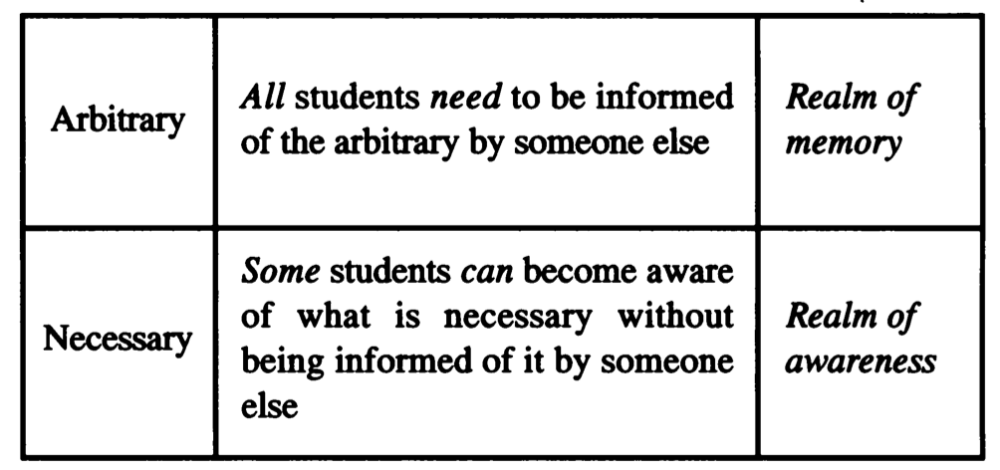 Arbitrary
All students need to be informed
of the arbitrary by someone else
Realm of
memory
Necessary
Some students can become aware
of what is necessary without
being informed of it by someone
else
Realm of
awareness